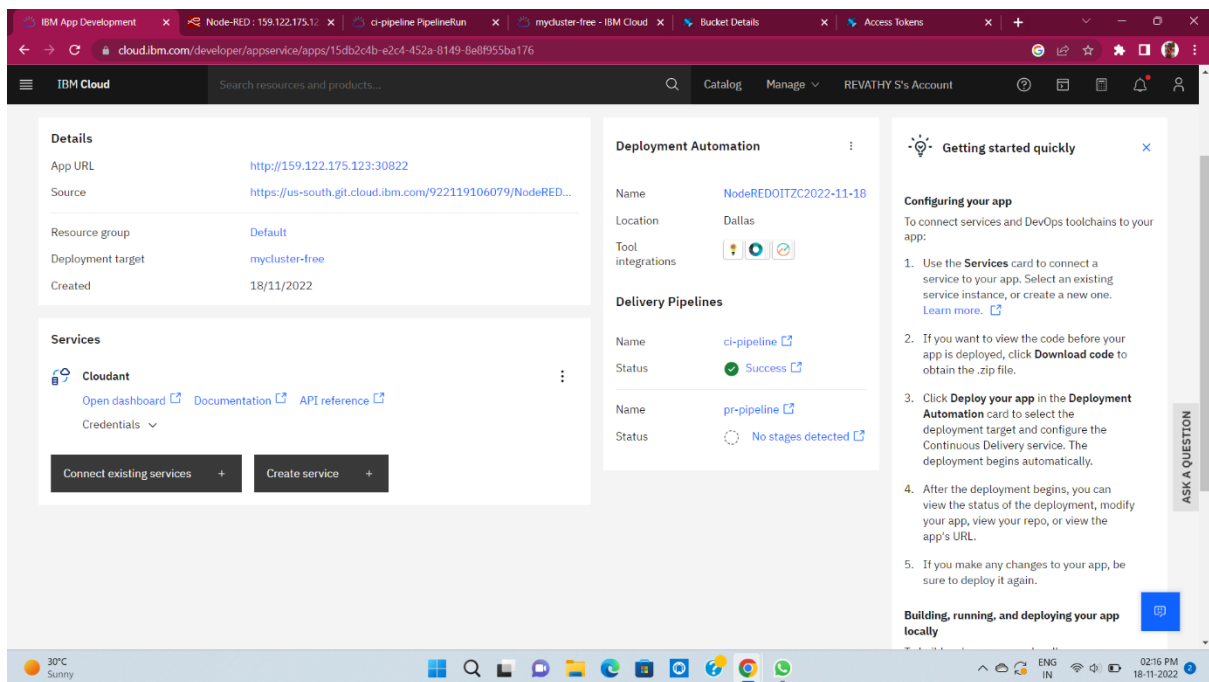 IBM App Development
Node-RED : 159.122.175.12
ci-pipeline PipelineRun
mycluster-free - IBM Cloud
Bucket Details
Access Tokens
cloud.ibm.com/developer/appservice/apps/15db2c4b-e2c4-452a-8149-8e8f955ba176
IBM Cloud
Search resources and products...
Catalog
Manage
REVATHY S's Account
Details
App URL
http://159.122.175.123:30822
Source
https://us-south.git.cloud.ibm.com/922119106079/NodeRED...
Resource group
Default
Deployment target
mycluster-free
Created
18/11/2022
Services
Cloudant
Open dashboard
Documentation
API reference
Credentials
Connect existing services +
Create service +
Deployment Automation
Name
NodeREDOITZC2022-11-18
Location
Dallas
Tool
integrations
Delivery Pipelines
Name
ci-pipeline
Status
Success
Name
pr-pipeline
Status
No stages detected
Getting started quickly
Configuring your app
To connect services and DevOps toolchains to your
app:
1. Use the Services card to connect a
service to your app. Select an existing
service instance, or create a new one.
Learn more.
2. If you want to view the code before your
app is deployed, click Download code to
obtain the .zip file.
3. Click Deploy your app in the Deployment
Automation card to select the
deployment target and configure the
Continuous Delivery service. The
deployment begins automatically.
4. After the deployment begins, you can
view the status of the deployment, modify
your app, view your repo, or view the
app's URL.
5. If you make any changes to your app, be
sure to deploy it again.
Building, running, and deploying your app
locally
ASK A QUESTION
30°C
Sunny
ENG
IN
02:16 PM
18-11-2022
2